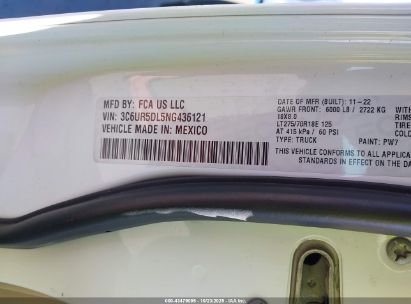 MFD BY: FCA US LLC
VIN: 3C6UR5DL5NG436121
VEHICLE MADE IN: MEXICO
DATE OF MFR (BUILT): 11-22
GAWR FRONT: 6000 LB / 2722 KG
18X8.0
LT275/70R18E 125
AT 415 kPa / 60 PSI
TYPE: TRUCK PAINT: PW7
THIS VEHICLE CONFORMS TO
STANDARDS IN EFFECT ON THE DA